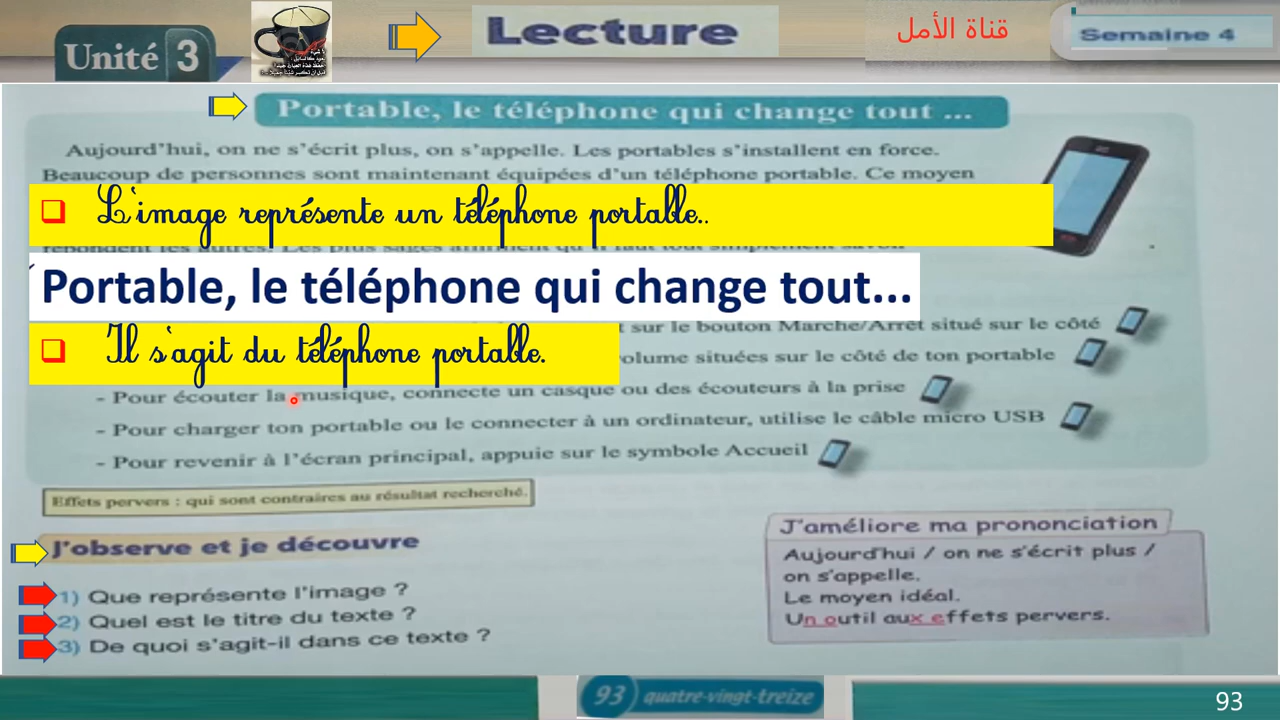 Unité 3
Lecture
قناة الأمل
Semaine 4
Portable, le téléphone qui change tout ...
Aujourd'hui, on ne s'écrit plus, on s'appelle. Les portables s'installent en force.
Beaucoup de personnes sont maintenant équipées d'un téléphone portable. Ce moyen
L'image représente un téléphone portable..
Portable, le téléphone qui change tout...
sur le bouton Marche/Arrêt situé sur le côté
Il s'agit du téléphone portable.
situées sur le côté de ton portable
- Pour écouter la musique, connecte un casque ou des écouteurs à la prise
- Pour charger ton portable ou le connecter à un ordinateur, utilise le câble micro USB
- Pour revenir à l'écran principal, appuie sur le symbole Accueil
Effets pervers : qui sont contraires au résultat recherché.
J'observe et je découvre
1) Que représente l'image ?
2) Quel est le titre du texte ?
3) De quoi s'agit-il dans ce texte ?
J'améliore ma prononciation
Aujourd'hui / on ne s'écrit plus /
on s'appelle.
Le moyen idéal.
Un outil aux effets pervers.
93 quatre-vingt-treize
93